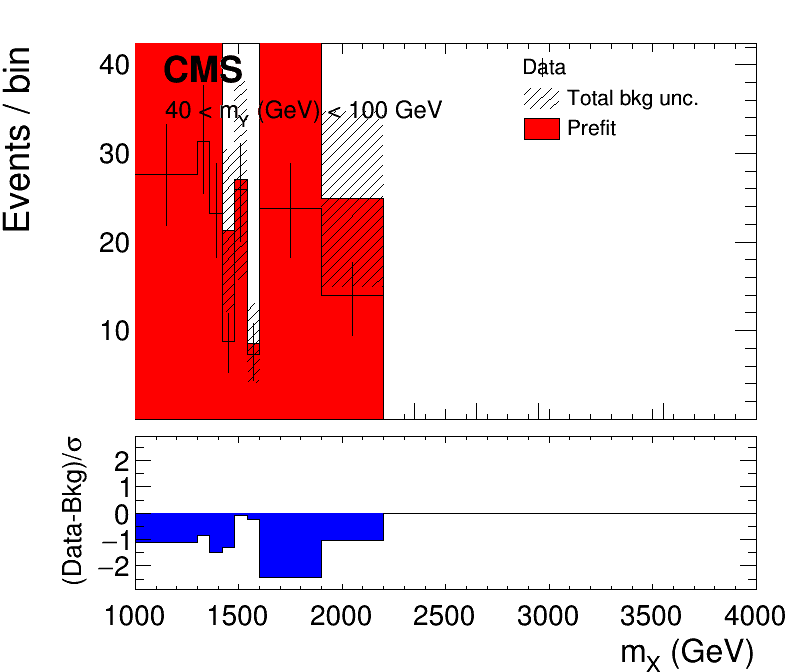 CMS
40 < mY (GeV) < 100 GeV
Data
Total bkg unc.
Prefit
Events / bin
40
30
20
10
(Data-Bkg)/σ
2
1
0
−1
−2
1000 1500 2000 2500 3000 3500 4000
mX (GeV)